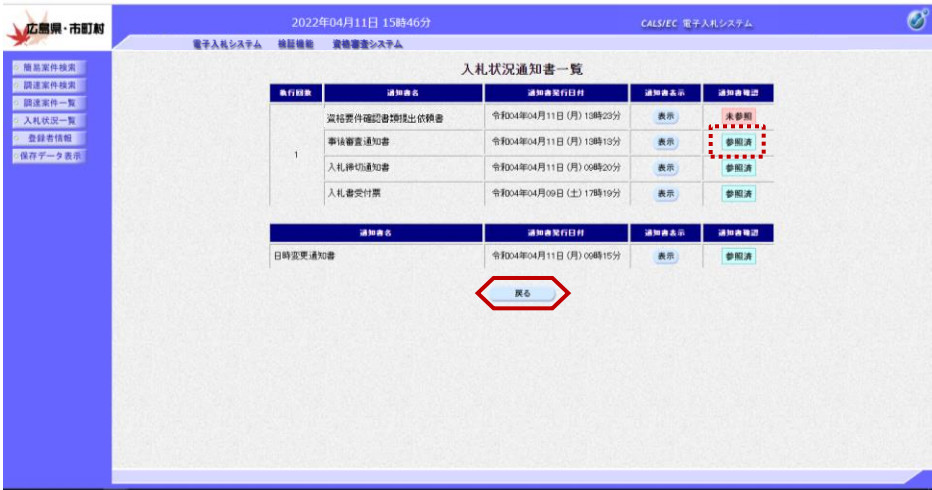 広島県・市町村
2022年04月11日 15時46分
CALS/EC 電子入札システム
電子入札システム 検証機能 資格審査システム
簡易案件検索
調達案件検索
調達案件一覧
入札状況一覧
登録者情報
保存データ表示
入札状況通知書一覧
執行回数 通知書名 通知書発行日付 通知書表示 通知書確認
1
資格要件確認書類提出依頼書 令和04年04月11日(月)13時23分 表示 未参照
事後審査通知書 令和04年04月11日(月)13時13分 表示 参照済
入札締切通知書 令和04年04月11日(月)09時20分 表示 参照済
入札書受付票 令和04年04月09日(土)17時19分 表示 参照済
通知書名 通知書発行日付 通知書表示 通知書確認
日時変更通知書 令和04年04月11日(月)09時15分 表示 参照済
戻る